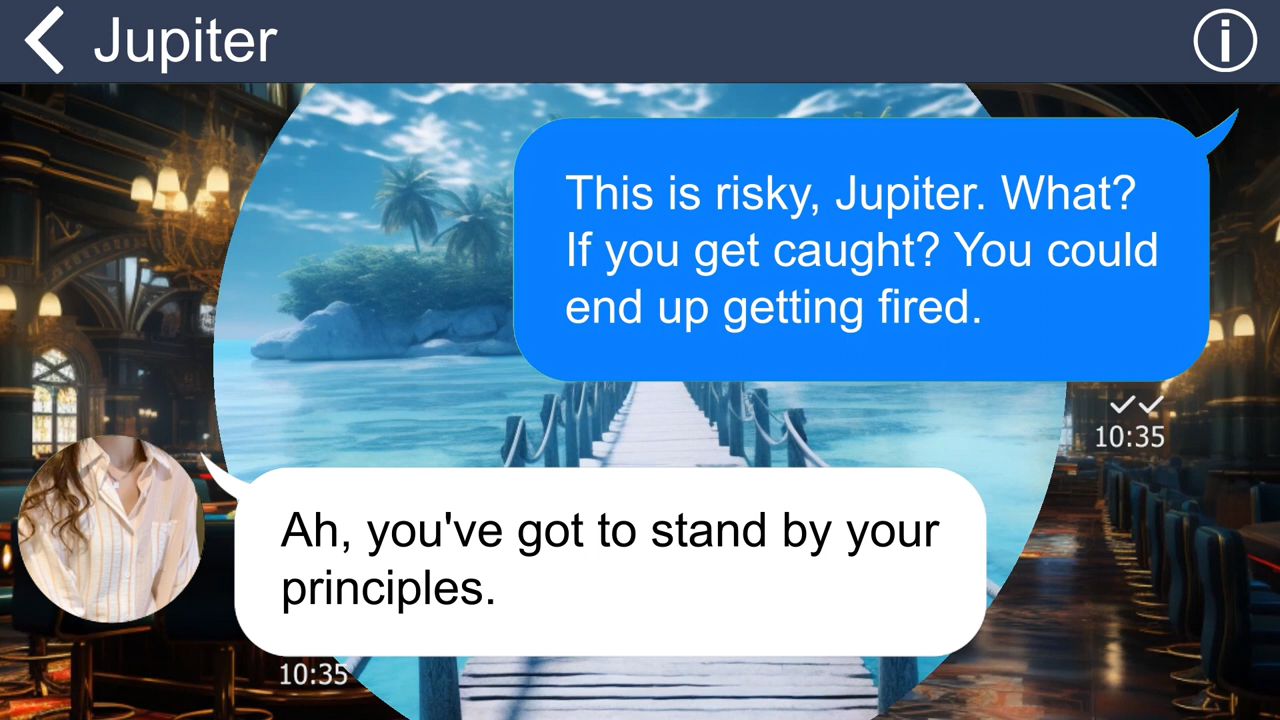 Jupiter
This is risky, Jupiter. What?
If you get caught? You could
end up getting fired.
10:35
Ah, you've got to stand by your
principles.
10:35